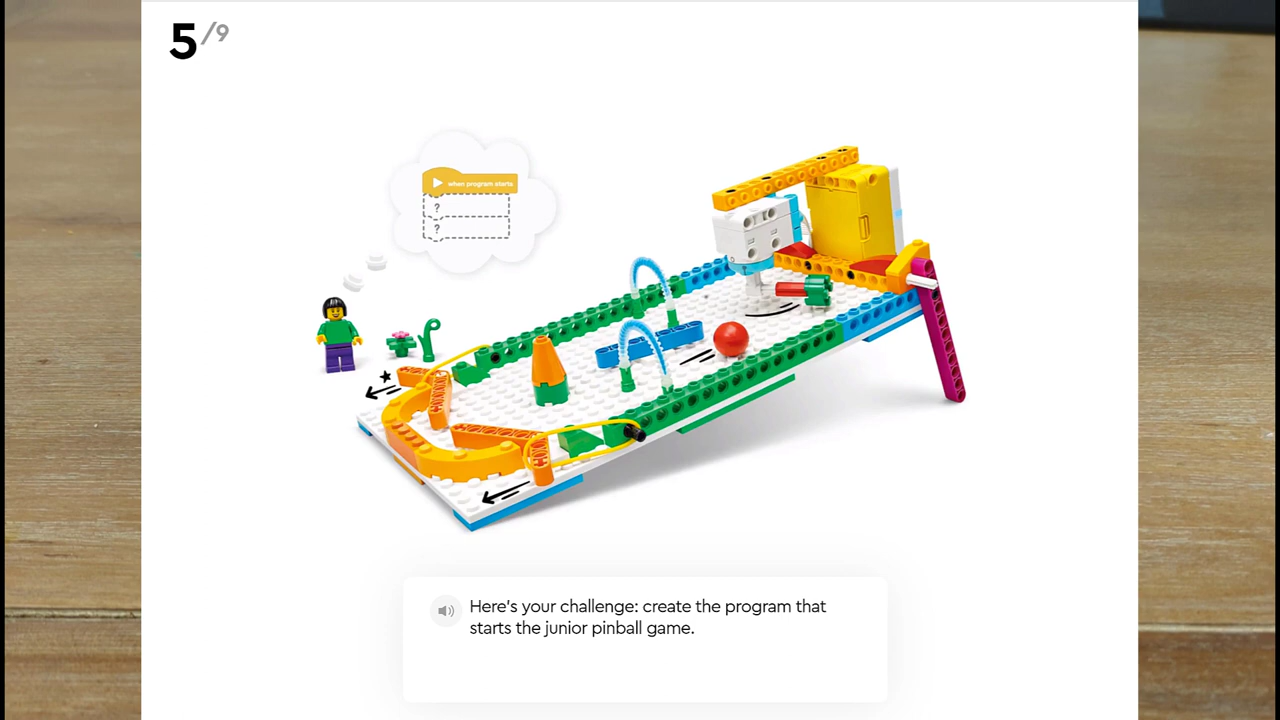 5/9
when program starts
?
?
Here's your challenge: create the program that
starts the junior pinball game.